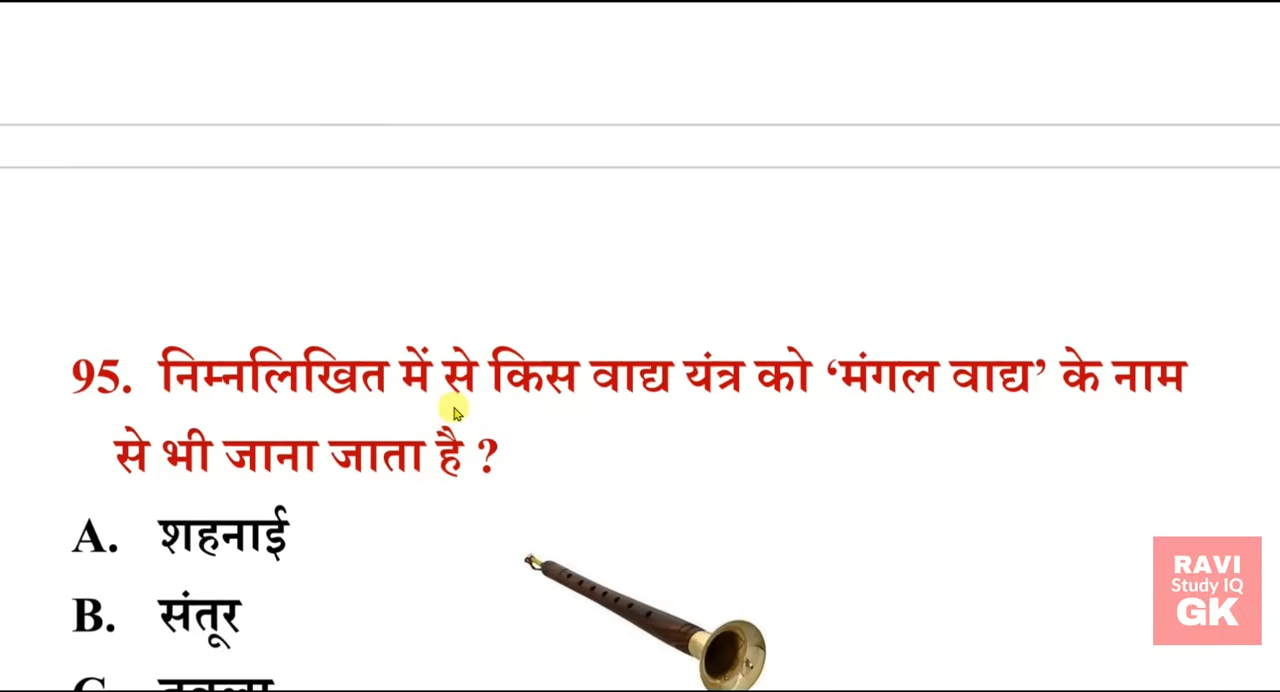 95. निम्नलिखित में से किस वाद्य यंत्र को ‘मंगल वाद्य’ के नाम
से भी जाना जाता है ?
A. शहनाई
B. संतूर
RAVI
Study IQ
GK